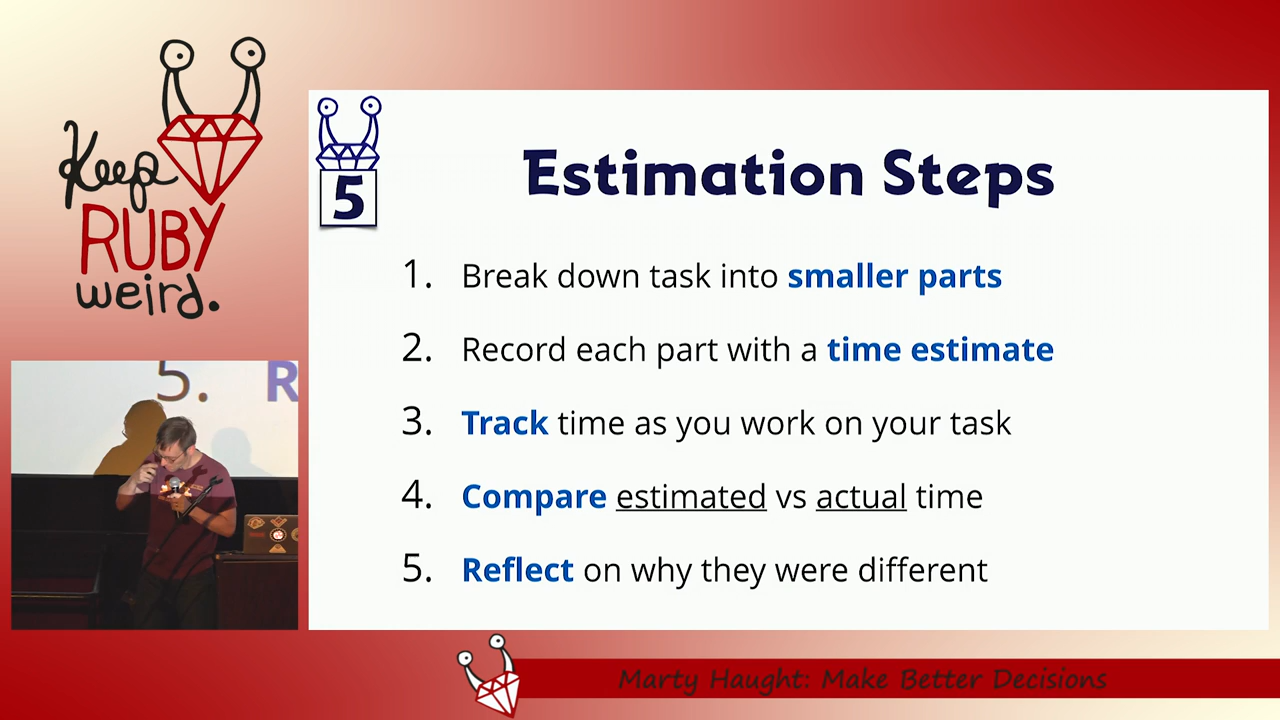 Keep
RUBY
weird.
5
Estimation Steps
1. Break down task into smaller parts
2. Record each part with a time estimate
3. Track time as you work on your task
4. Compare estimated vs actual time
5. Reflect on why they were different
5. R
Marty Haught: Make Better Decisions